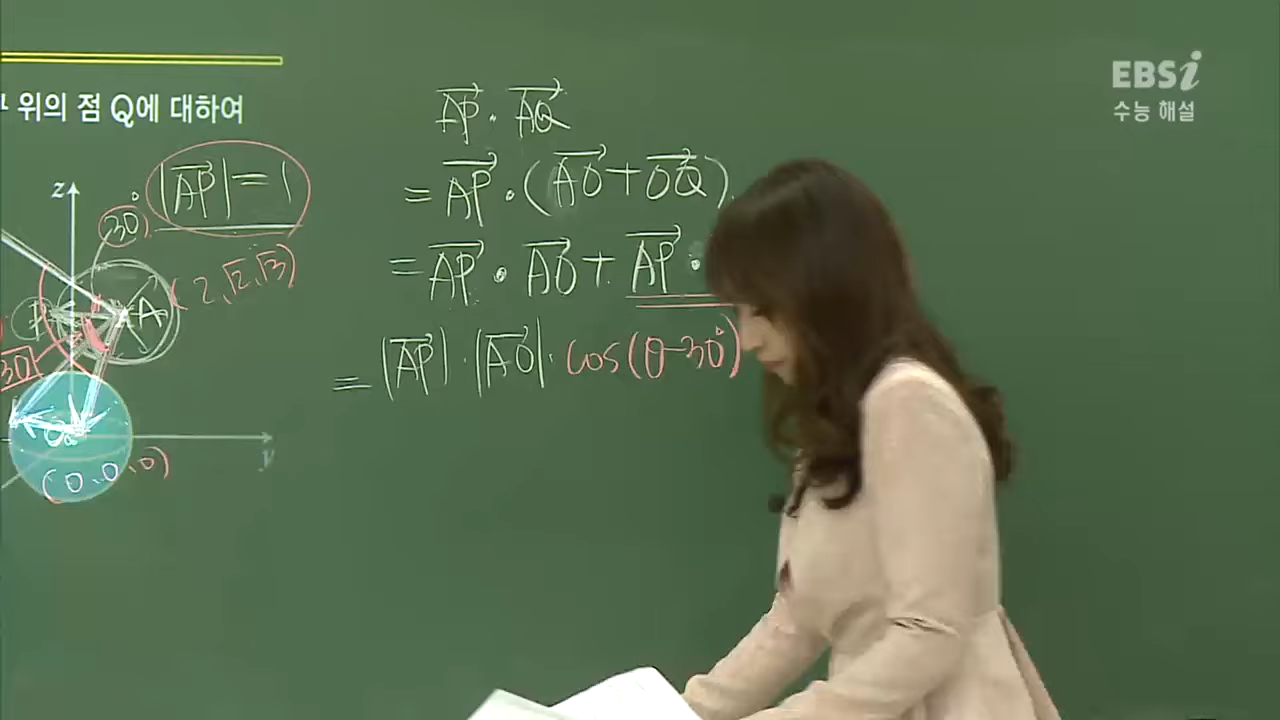 EBSi
수능 해설
위의 점 Q에 대하여
|AP|=1
z
30°
A (2,√2,√3)
30
O
(0,0,0)
y
AP · AQ
= AP · (AO + OQ)
= AP · AO + AP ·
= |AP| · |AO| · cos(θ-30°)